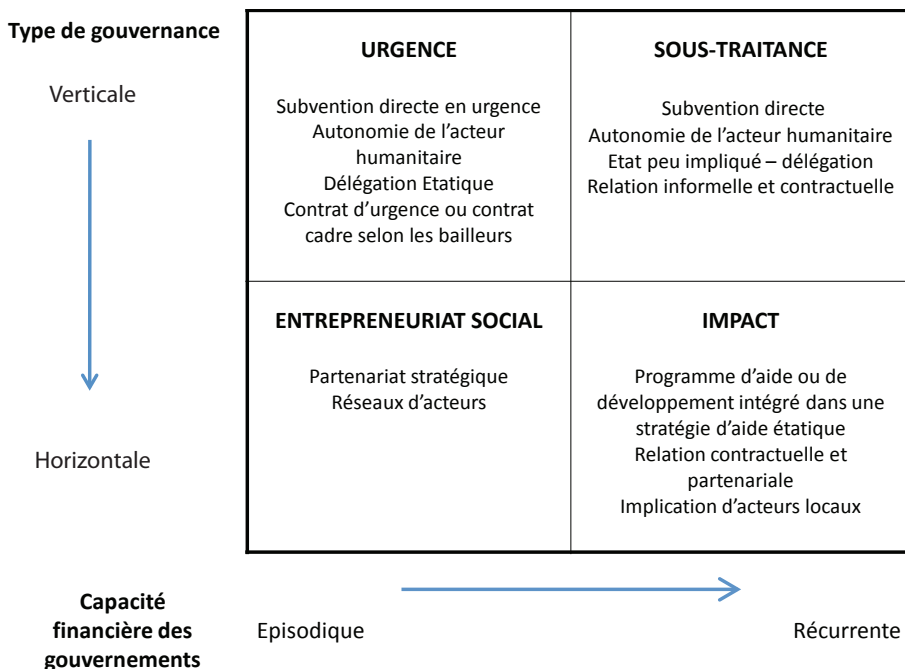 Type de gouvernance
Verticale
Horizontale
URGENCE
Subvention directe en urgence
Autonomie de l’acteur
humanitaire
Délégation Etatique
Contrat d’urgence ou contrat
cadre selon les bailleurs
SOUS-TRAITANCE
Subvention directe
Autonomie de l’acteur humanitaire
Etat peu impliqué – délégation
Relation informelle et contractuelle
ENTREPRENEURIAT SOCIAL
Partenariat stratégique
Réseaux d’acteurs
IMPACT
Programme d’aide ou de
développement intégré dans une
stratégie d’aide étatique
Relation contractuelle et
partenariale
Implication d’acteurs locaux
Capacité
financière des
gouvernements
Episodique
Récurrente